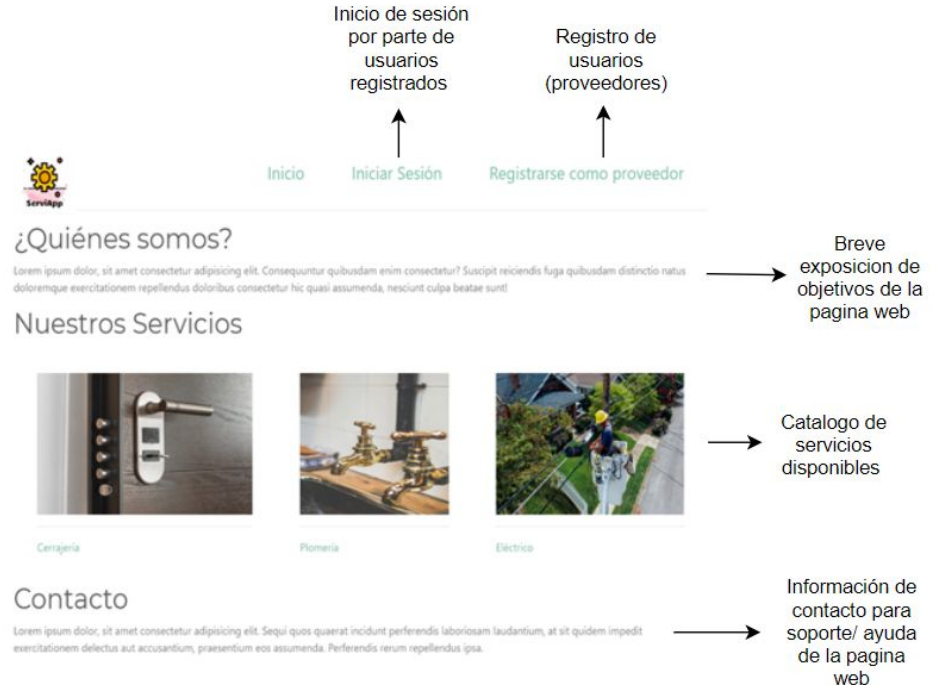 Inicio de sesión
por parte de
usuarios
registrados
Registro de
usuarios
(proveedores)
ServiApp
Inicio
Iniciar Sesión
Registrarse como proveedor
¿Quiénes somos?
Lorem ipsum dolor, sit amet consectetur adipisicing elit. Consequuntur quibusdam enim consectetur? Suscipit reiciendis fuga quibusdam distinctio natus
doloremque exercitationem repellendus doloribus consectetur hic quasi assumenda, nesciunt culpa beatae sunt!
Breve
exposicion de
objetivos de la
pagina web
Nuestros Servicios
Catalogo de
servicios
disponibles
Cerrajería
Plomería
Eléctrico
Contacto
Lorem ipsum dolor, sit amet consectetur adipisicing elit. Sequi quos quaerat incidunt perferendis laboriosam laudantium, at sit quidem impedit
exercitationem delectus aut accusantium, praesentium eos assumenda. Perferendis rerum repellendus ipsa.
Información de
contacto para
soporte/ ayuda
de la pagina
web